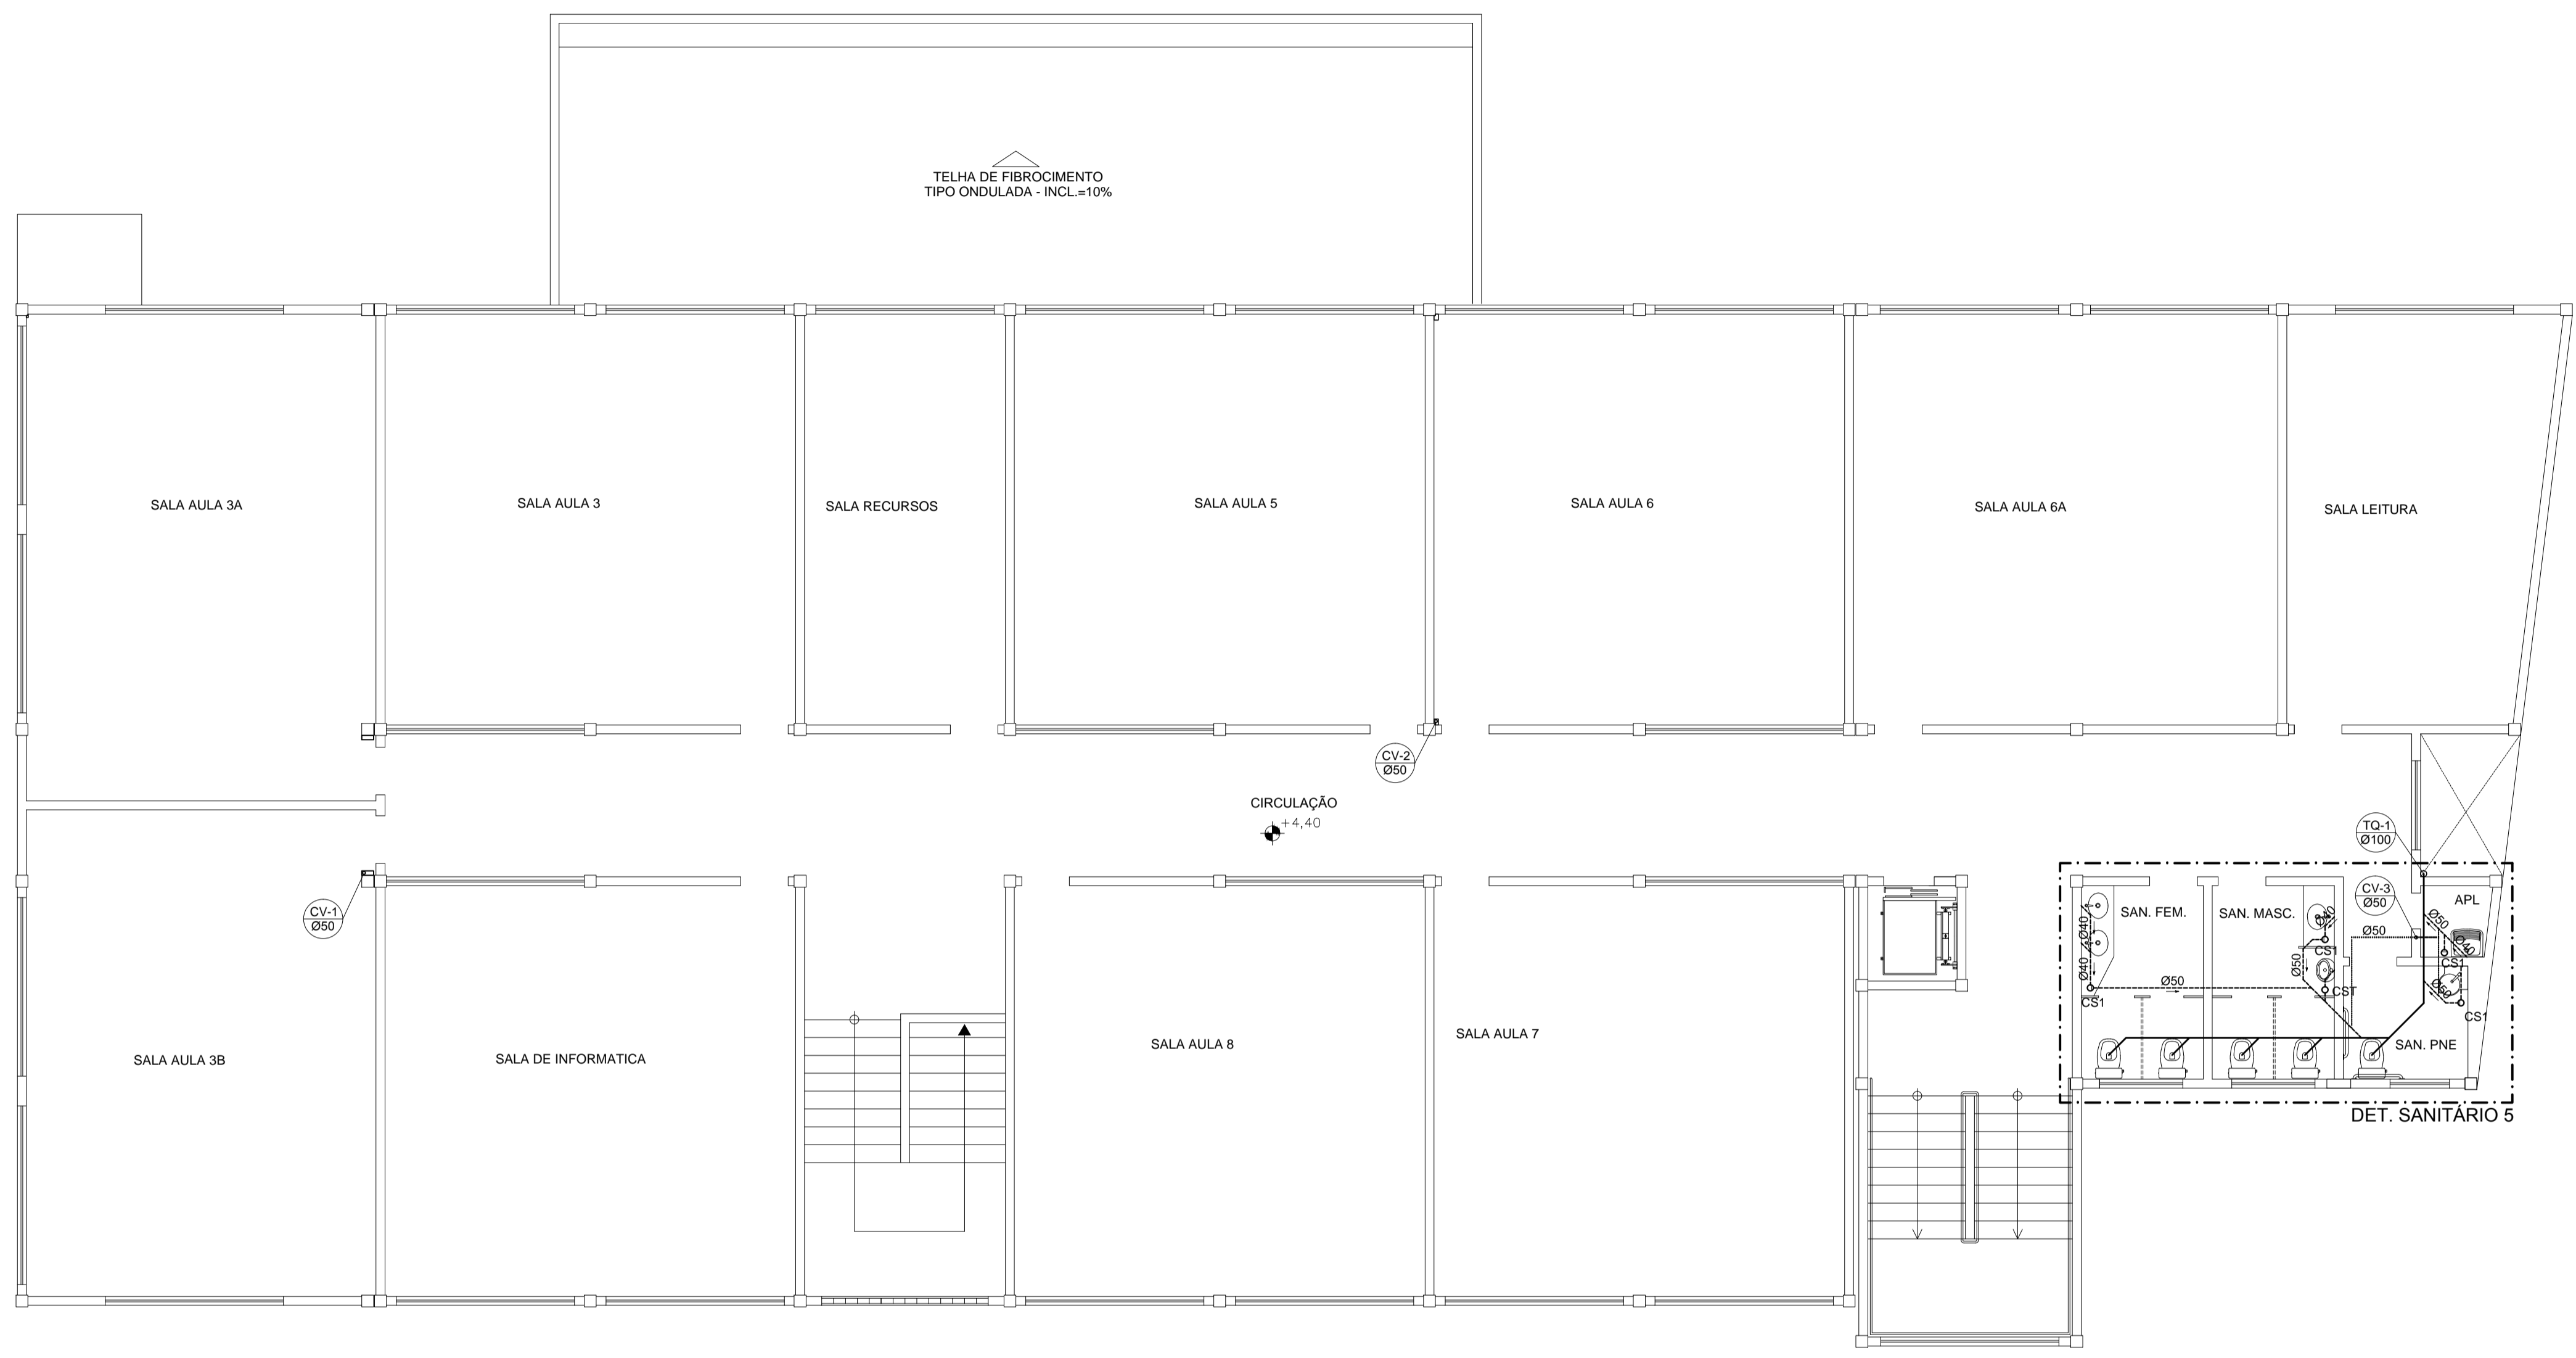 TELHA DE FIBROCIMENTO
TIPO ONDULADA - INCL.=10%
SALA AULA 3A
SALA AULA 3
SALA RECURSOS
SALA AULA 5
SALA AULA 6
SALA AULA 6A
SALA LEITURA
CV-2
Ø50
CIRCULAÇÃO
+4,40
TQ-1
Ø100
CV-1
Ø50
CV-3
Ø50
SAN. FEM.
SAN. MASC.
APL
Ø40
Ø40
Ø40
Ø50
Ø50
Ø50
Ø50
Ø40
Ø50
CS1
CS1
CS1
CST
CS1
SAN. PNE
SALA AULA 3B
SALA DE INFORMATICA
SALA AULA 8
SALA AULA 7
DET. SANITÁRIO 5